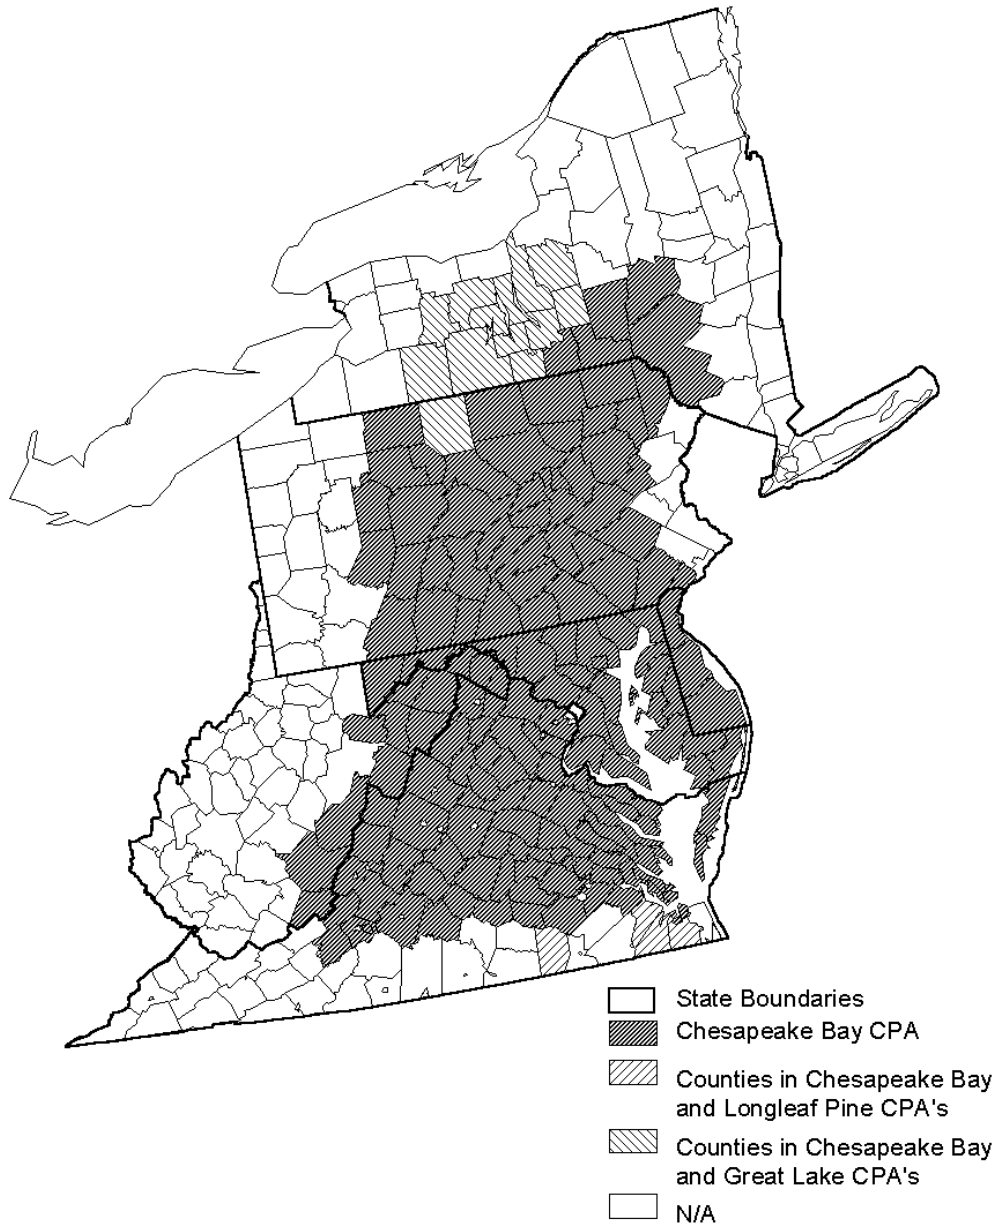 State Boundaries
Chesapeake Bay CPA
Counties in Chesapeake Bay
and Longleaf Pine CPA's
Counties in Chesapeake Bay
and Great Lake CPA's
N/A